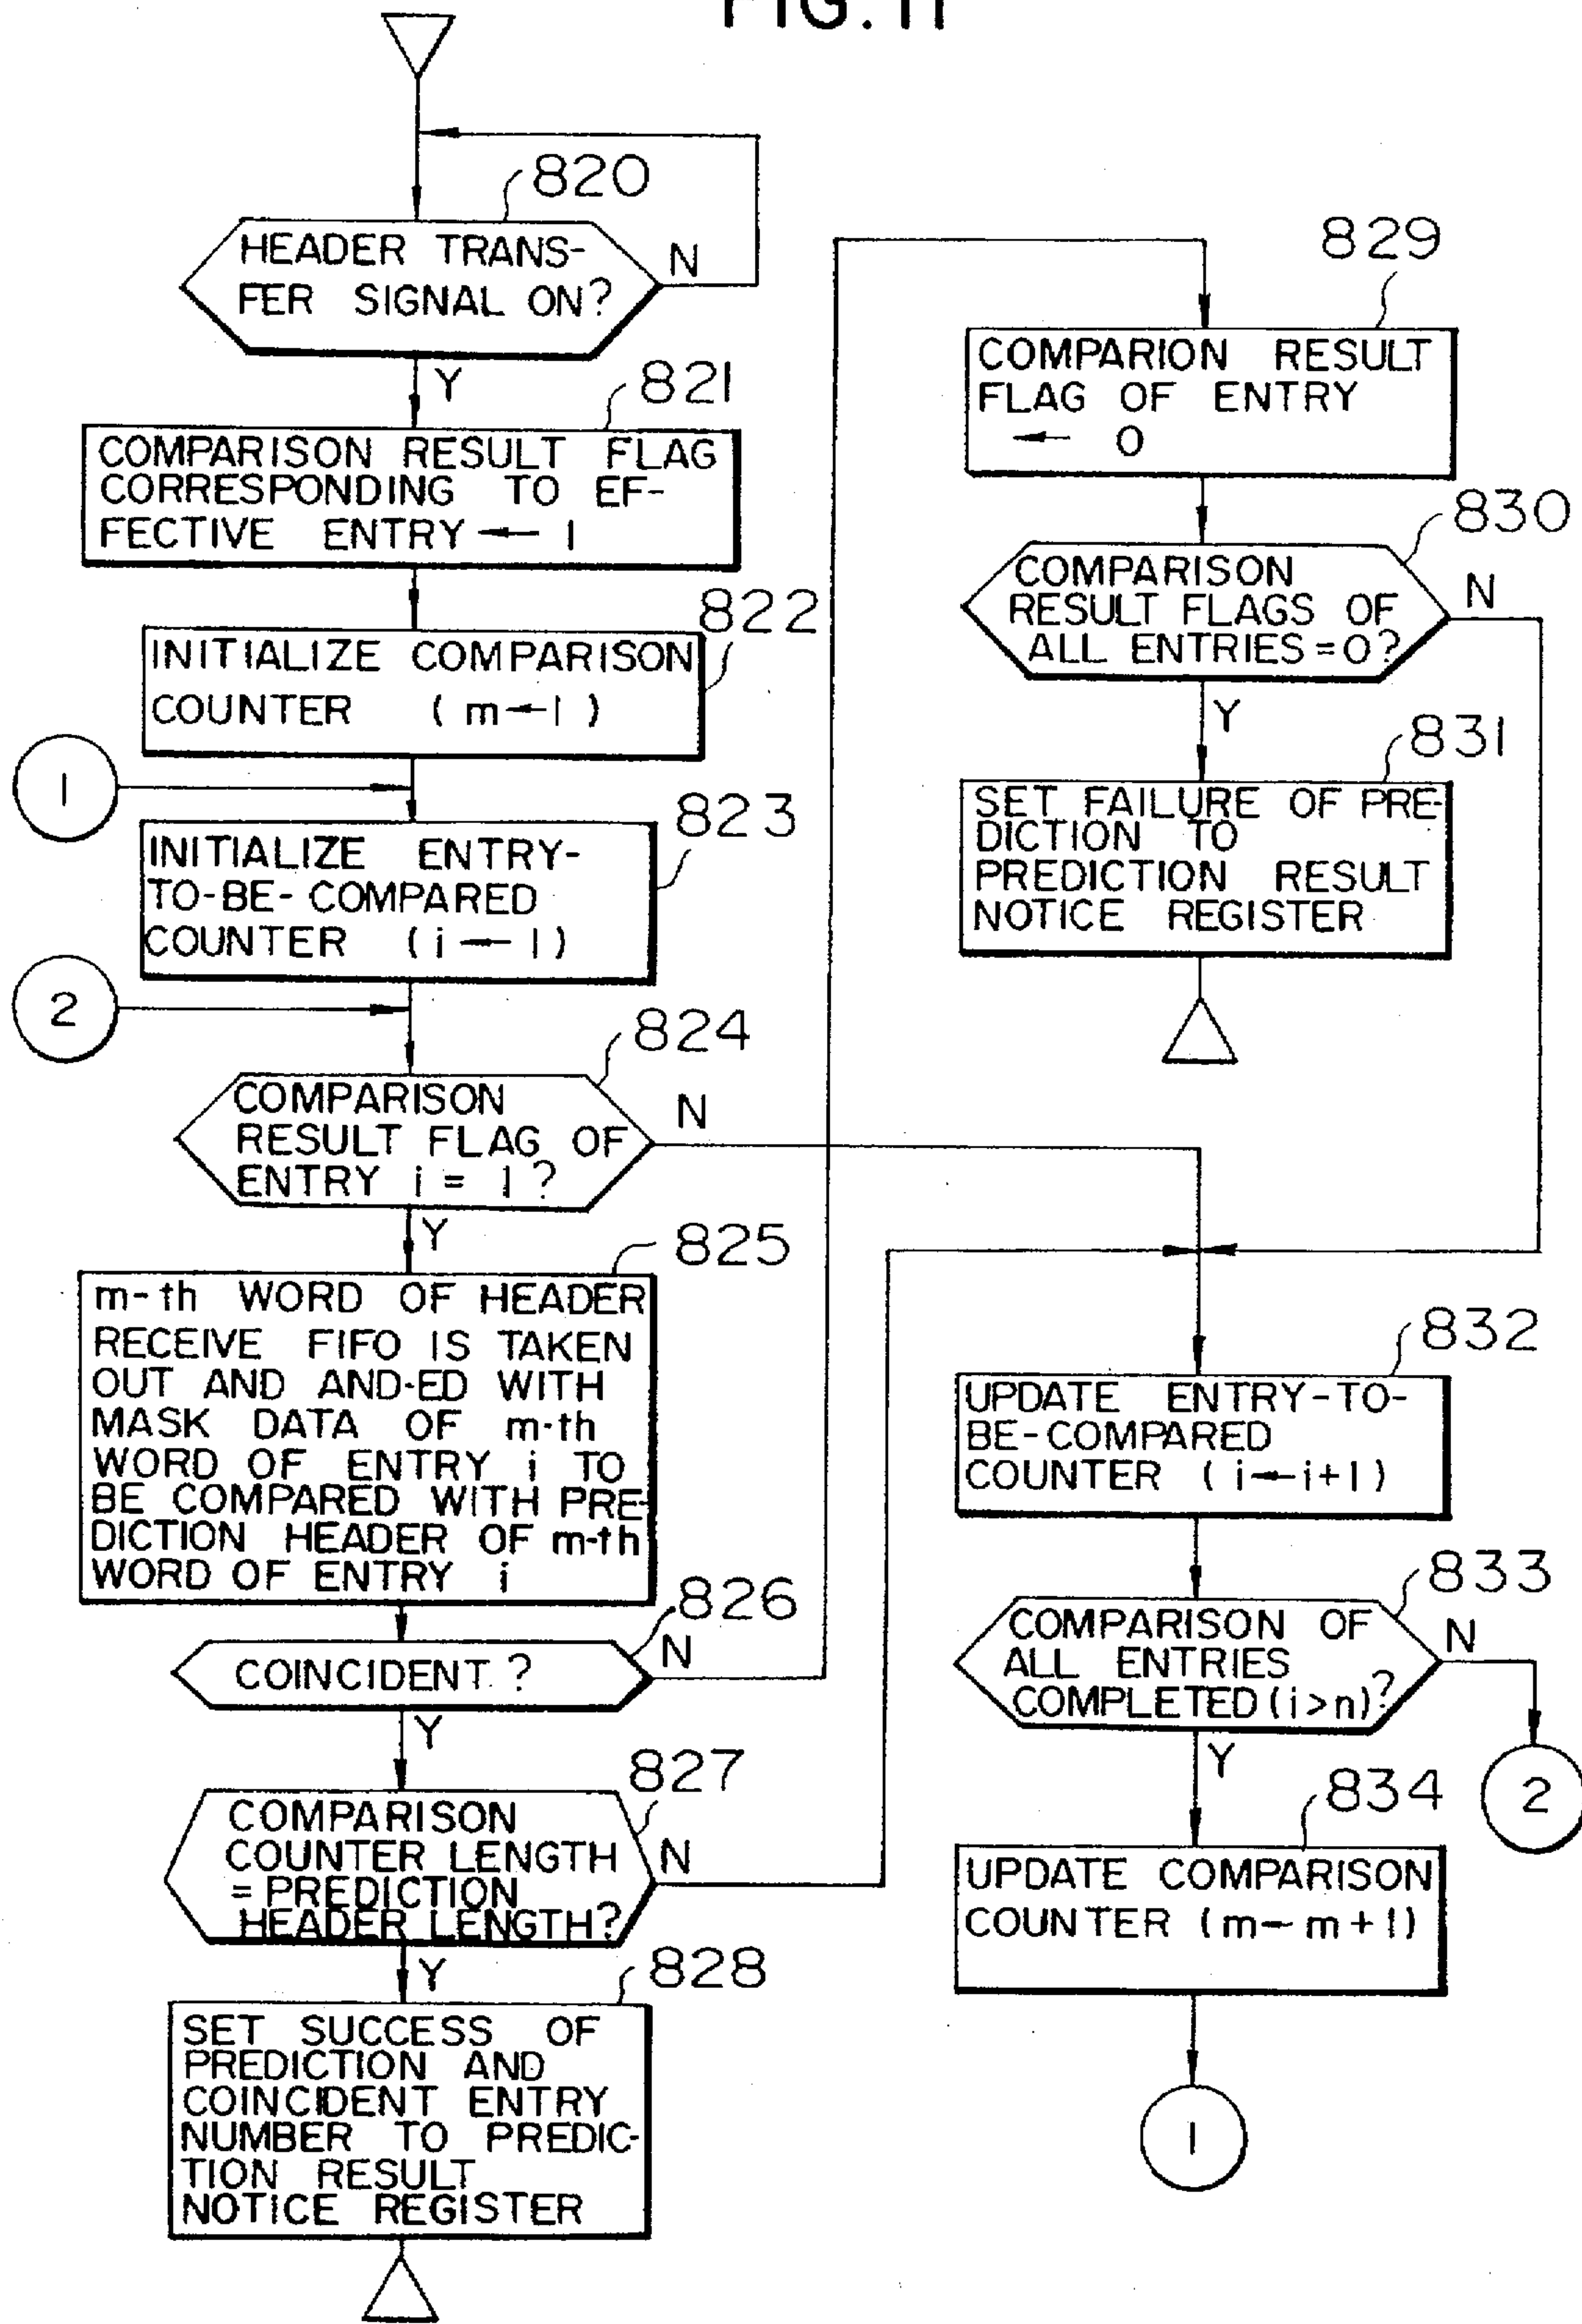 FIG. 11
820
HEADER TRANS-
FER SIGNAL ON?
N
Y
821
COMPARISON RESULT FLAG
CORRESPONDING TO EF-
FECTIVE ENTRY ← 1
822
INITIALIZE COMPARISON
COUNTER (m←1)
1
823
INITIALIZE ENTRY-
TO-BE-COMPARED
COUNTER (i←1)
2
824
COMPARISON
RESULT FLAG OF
ENTRY i = 1?
N
Y
825
m-th WORD OF HEADER
RECEIVE FIFO IS TAKEN
OUT AND AND-ED WITH
MASK DATA OF m-th
WORD OF ENTRY i TO
BE COMPARED WITH PRE-
DICTION HEADER OF m-th
WORD OF ENTRY i
826
COINCIDENT ?
N
Y
827
COMPARISON
COUNTER LENGTH
=PREDICTION
HEADER LENGTH?
N
Y
828
SET SUCCESS OF
PREDICTION AND
COINCIDENT ENTRY
NUMBER TO PREDIC-
TION RESULT
NOTICE REGISTER
829
COMPARION RESULT
FLAG OF ENTRY
← 0
830
COMPARISON
RESULT FLAGS OF
ALL ENTRIES=0?
N
Y
831
SET FAILURE OF PRE-
DICTION TO
PREDICTION RESULT
NOTICE REGISTER
832
UPDATE ENTRY-TO-
BE-COMPARED
COUNTER (i←i+1)
833
COMPARISON OF
ALL ENTRIES
COMPLETED (i>n)?
N
Y
2
834
UPDATE COMPARISON
COUNTER (m—m+1)
1